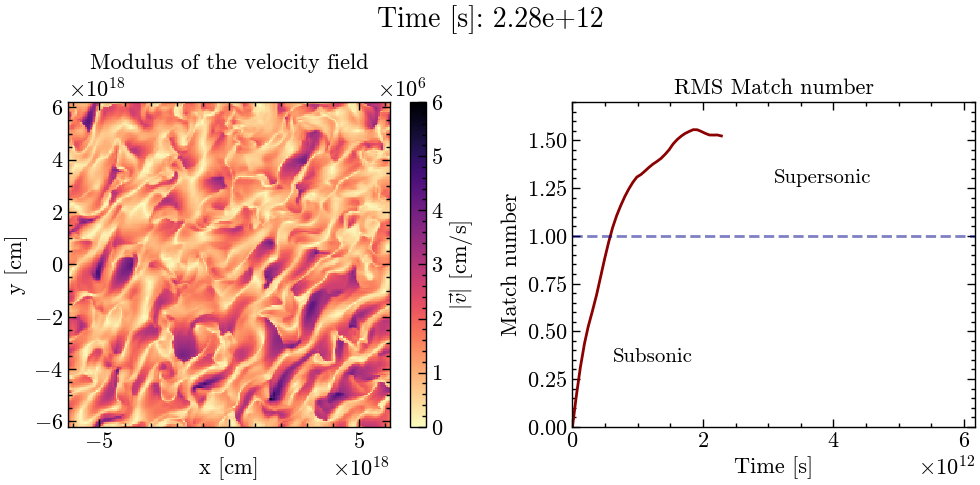 Time [s]: 2.28e+12
Modulus of the velocity field
×10^18
×10^6
6
4
2
0
−2
−4
−6
y [cm]
−5 0 5
x [cm]
×10^18
6
5
4
3
2
1
0
|v⃗| [cm/s]
RMS Match number
1.50
1.25
1.00
0.75
0.50
0.25
0.00
Match number
Supersonic
Subsonic
0 2 4 6
Time [s]
×10^12